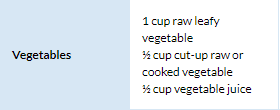 Vegetables
1 cup raw leafy
vegetable
½ cup cut-up raw or
cooked vegetable
½ cup vegetable juice